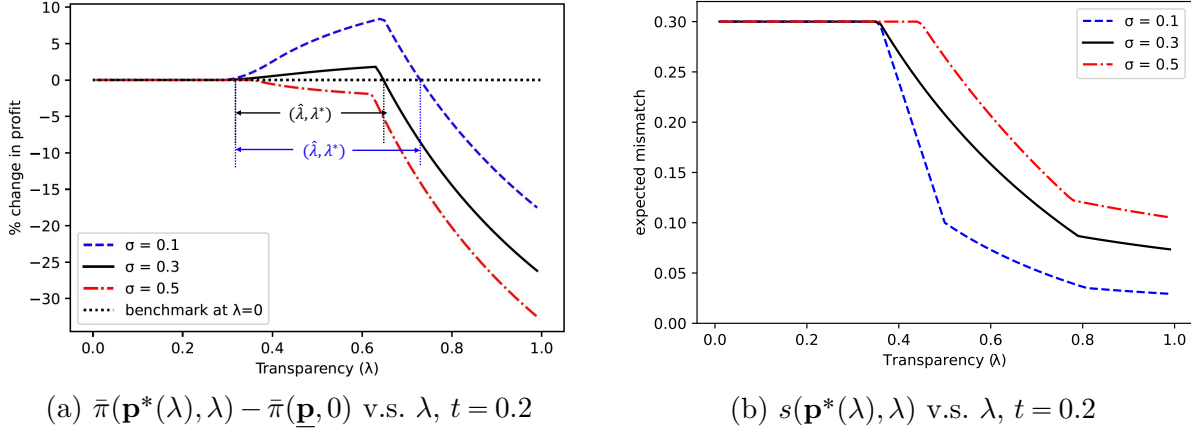 10
5
0
−5
−10
−15
−20
−25
−30
% change in profit
(λ̂, λ*)
(λ̂, λ*)
σ = 0.1
σ = 0.3
σ = 0.5
benchmark at λ=0
0.0 0.2 0.4 0.6 0.8 1.0
Transparency (λ)
(a) π̄(p*(λ), λ) − π̄(p̲, 0) v.s. λ, t = 0.2
0.30
0.25
0.20
0.15
0.10
0.05
0.00
expected mismatch
σ = 0.1
σ = 0.3
σ = 0.5
0.0 0.2 0.4 0.6 0.8 1.0
Transparency (λ)
(b) s(p*(λ), λ) v.s. λ, t = 0.2